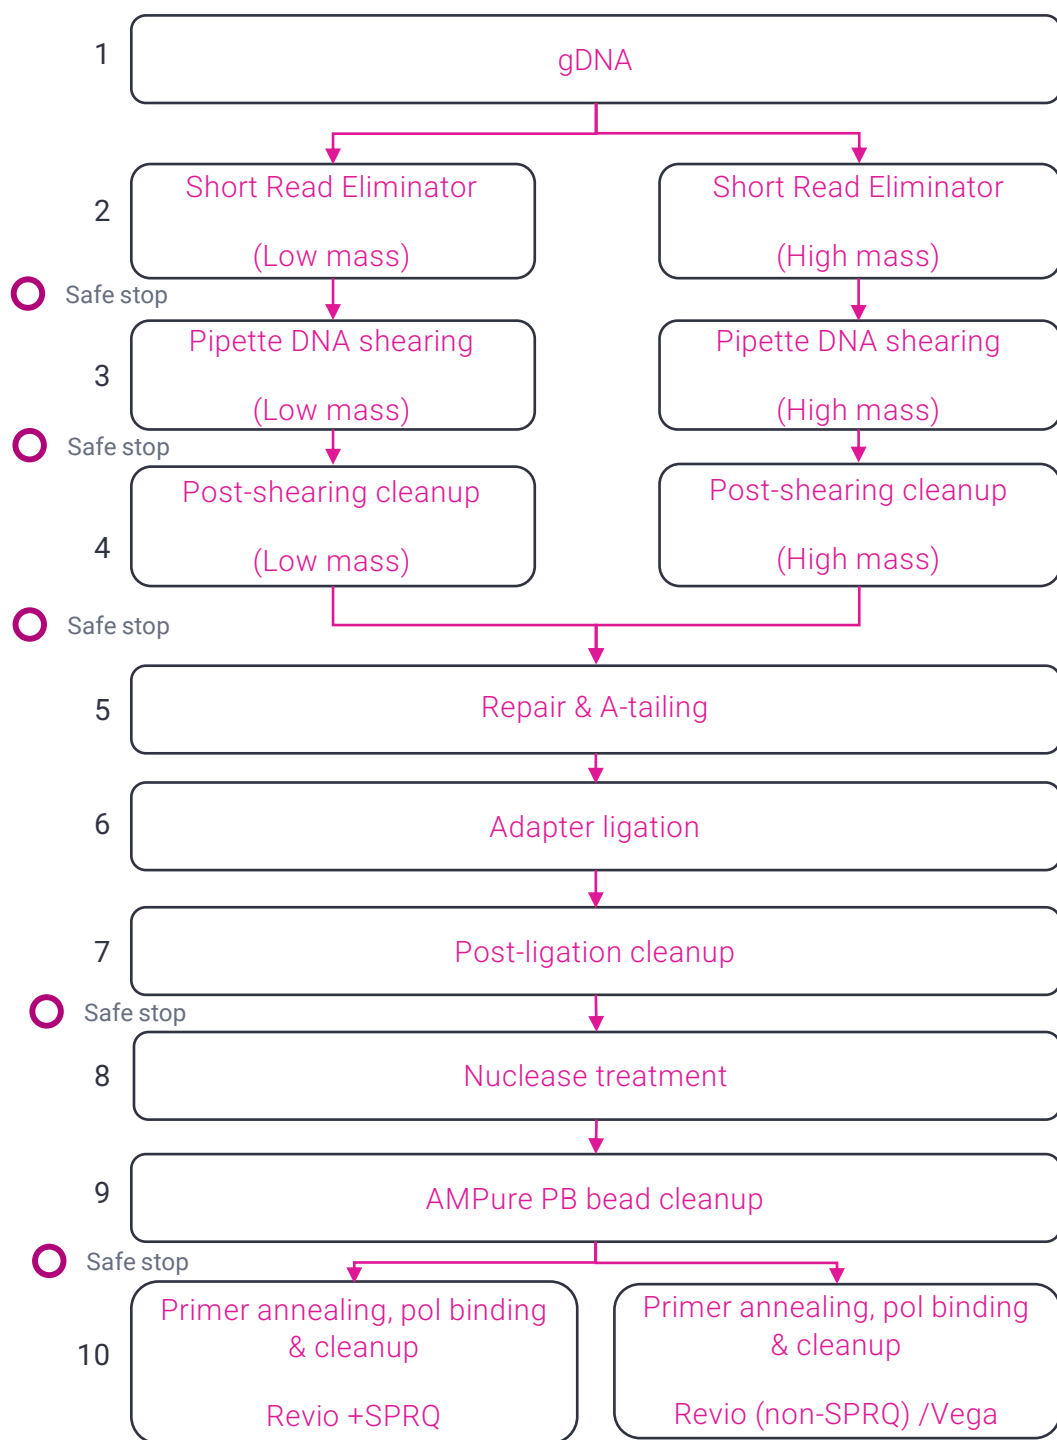 1
gDNA
2
Short Read Eliminator
(Low mass)
Short Read Eliminator
(High mass)
Safe stop
3
Pipette DNA shearing
(Low mass)
Pipette DNA shearing
(High mass)
Safe stop
4
Post-shearing cleanup
(Low mass)
Post-shearing cleanup
(High mass)
Safe stop
5
Repair & A-tailing
6
Adapter ligation
7
Post-ligation cleanup
Safe stop
8
Nuclease treatment
9
AMPure PB bead cleanup
Safe stop
10
Primer annealing, pol binding
& cleanup
Revio +SPRQ
Primer annealing, pol binding
& cleanup
Revio (non-SPRQ) /Vega